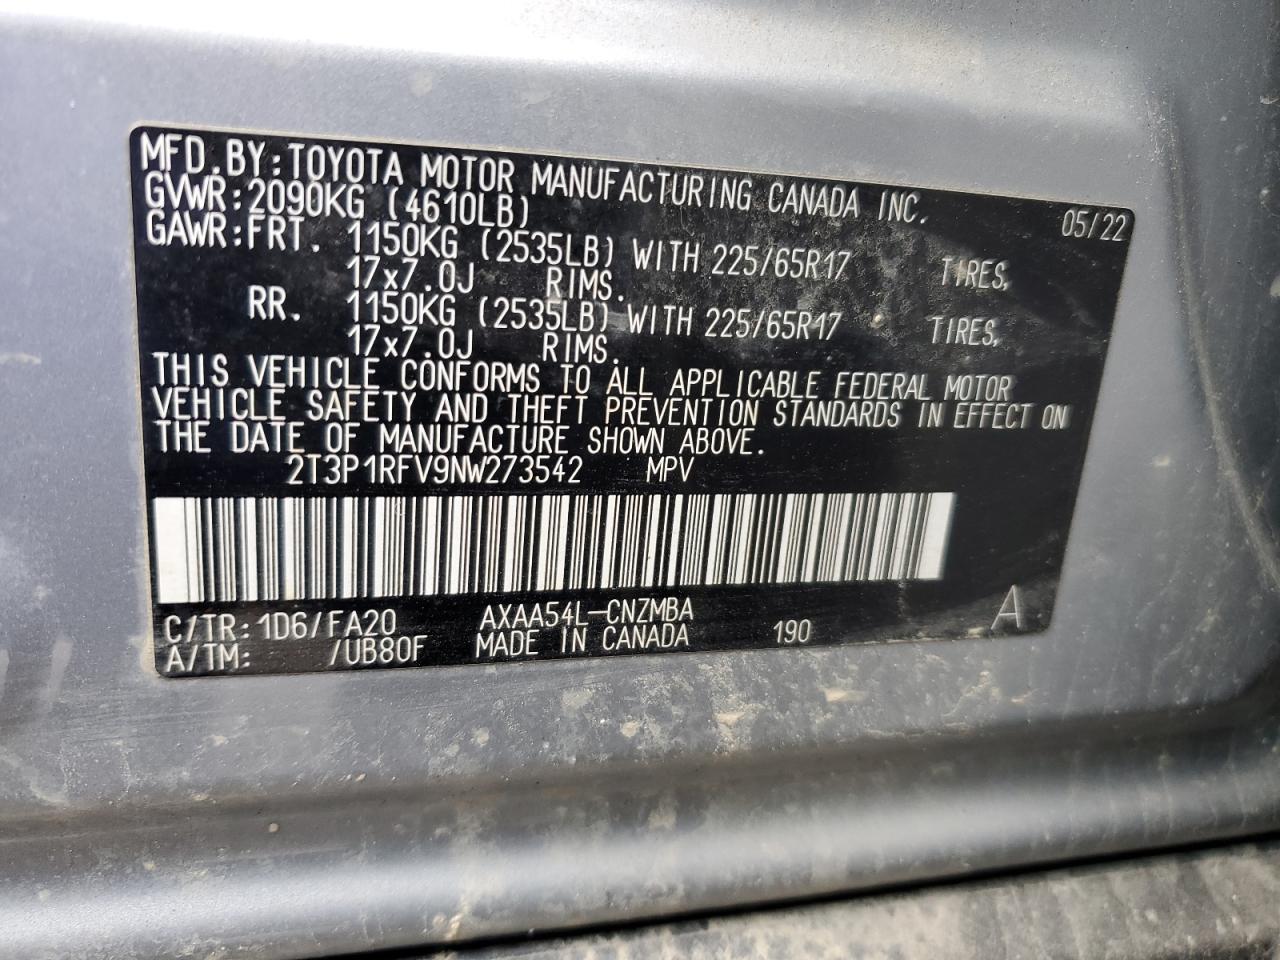 MFD.BY:TOYOTA MOTOR MANUFACTURING CANADA INC. 05/22
GVWR:2090KG (4610LB)
GAWR:FRT. 1150KG (2535LB) WITH 225/65R17 TIRES,
17x7.0J RIMS.
RR. 1150KG (2535LB) WITH 225/65R17 TIRES,
17x7.0J RIMS.
THIS VEHICLE CONFORMS TO ALL APPLICABLE FEDERAL MOTOR
VEHICLE SAFETY AND THEFT PREVENTION STANDARDS IN EFFECT ON
THE DATE OF MANUFACTURE SHOWN ABOVE.
2T3P1RFV9NW273542 MPV
C/TR:1D6/FA20 AXAA54L-CNZMBA
A/TM: /UB80F MADE IN CANADA 190 A